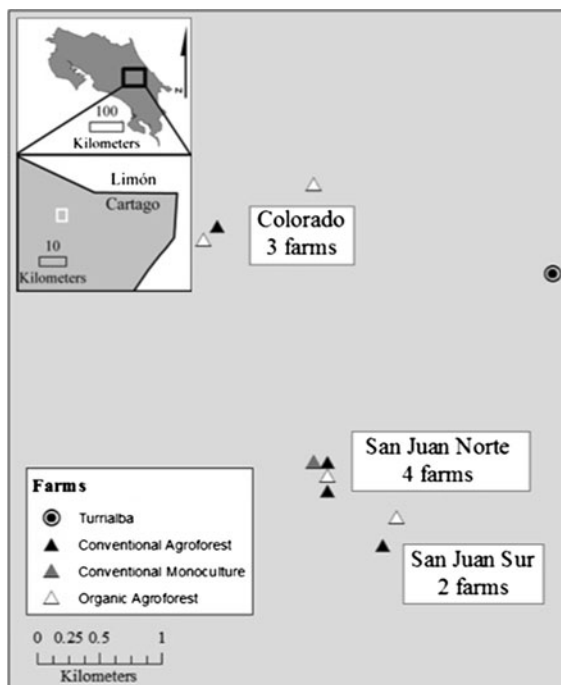 N
100
Kilometers
Limón
Cartago
10
Kilometers
Colorado
3 farms
San Juan Norte
4 farms
San Juan Sur
2 farms
Farms
Turrialba
Conventional Agroforest
Conventional Monoculture
Organic Agroforest
0 0.25 0.5 1
Kilometers